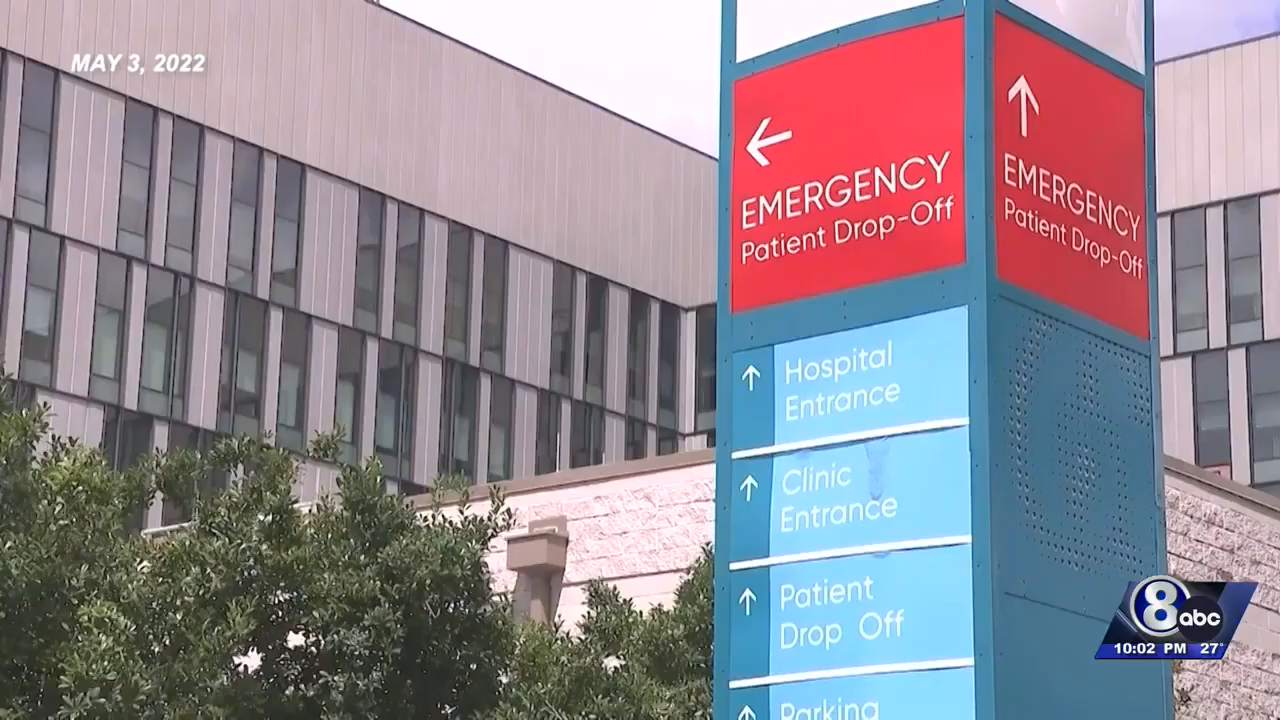 MAY 3, 2022
← EMERGENCY
Patient Drop-Off
↑ EMERGENCY
Patient Drop-Off
↑ Hospital
Entrance
↑ Clinic
Entrance
↑ Patient
Drop Off
↑ Parking
8 abc
10:02 PM 27°